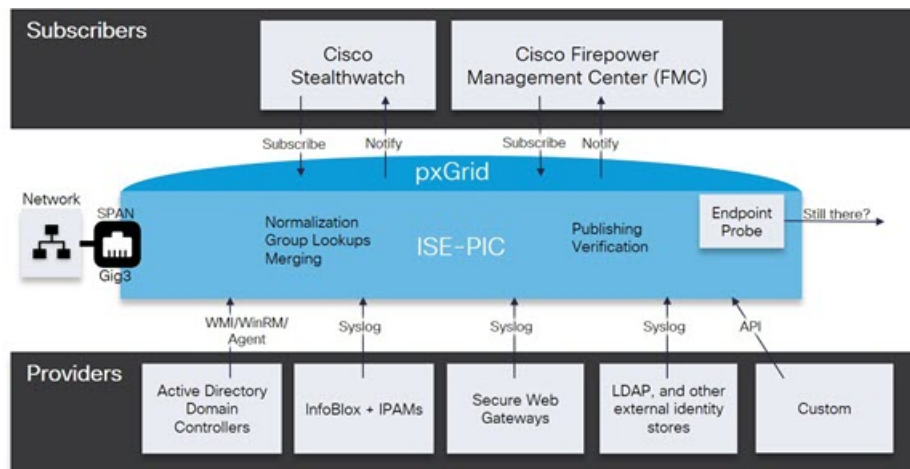 Subscribers
Cisco
Stealthwatch
Cisco Firepower
Management Center (FMC)
Subscribe
Notify
Subscribe
Notify
pxGrid
Network
SPAN
Gig3
Normalization
Group Lookups
Merging
ISE-PIC
Publishing
Verification
Endpoint
Probe
Still there?
WMI/WinRM/
Agent
Syslog
Syslog
Syslog
API
Providers
Active Directory
Domain
Controllers
InfoBlox + IPAMs
Secure Web
Gateways
LDAP, and other
external identity
stores
Custom